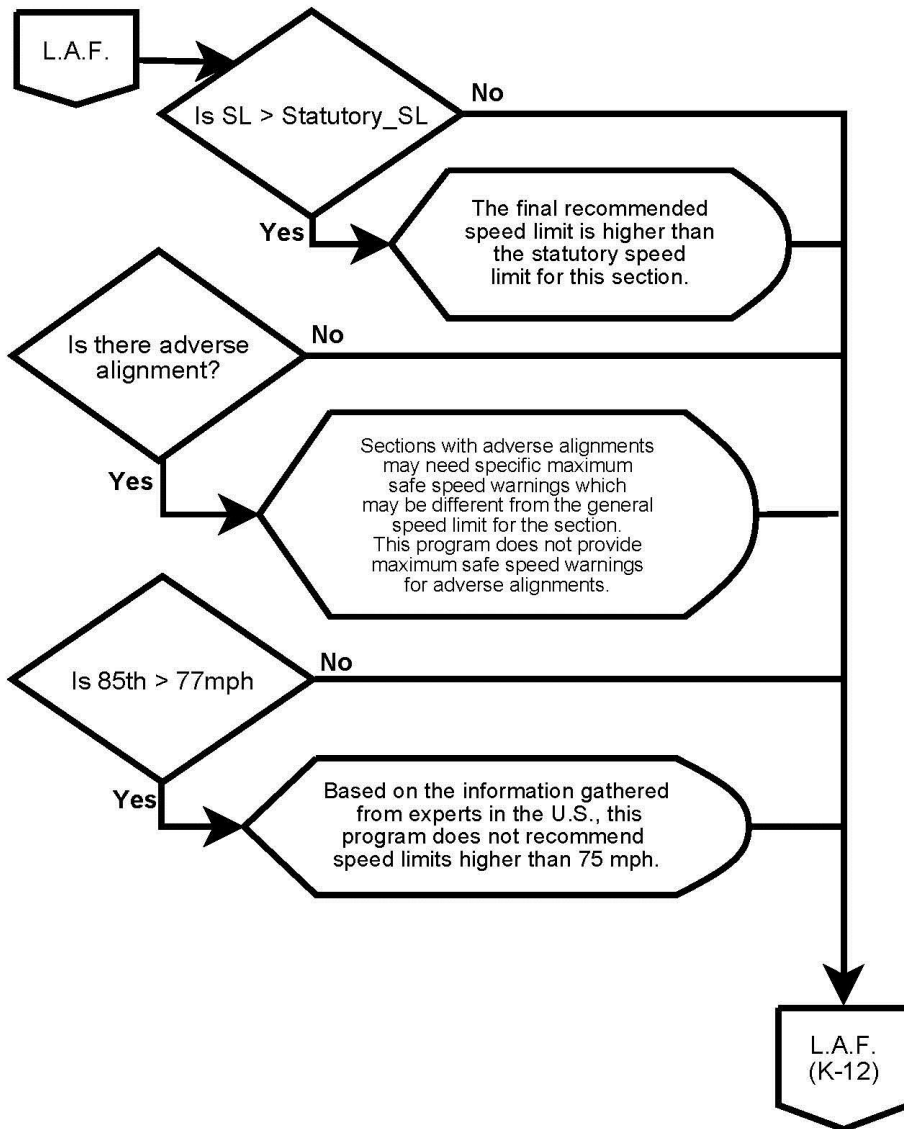 L.A.F.
Is SL > Statutory_SL
No
Yes
The final recommended
speed limit is higher than
the statutory speed
limit for this section.
Is there adverse
alignment?
No
Yes
Sections with adverse alignments
may need specific maximum
safe speed warnings which
may be different from the general
speed limit for the section.
This program does not provide
maximum safe speed warnings
for adverse alignments.
Is 85th > 77mph
No
Yes
Based on the information gathered
from experts in the U.S., this
program does not recommend
speed limits higher than 75 mph.
L.A.F.
(K-12)